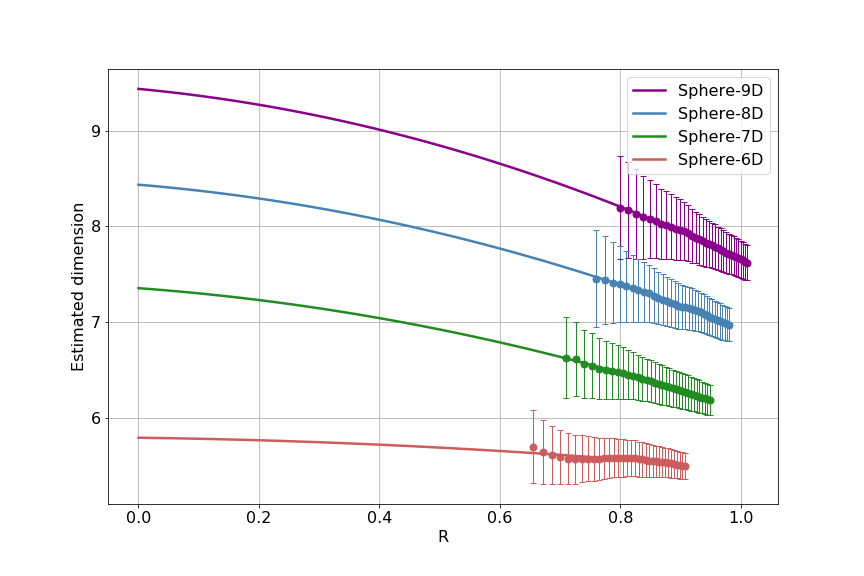 Sphere-9D
Sphere-8D
Sphere-7D
Sphere-6D
9
8
7
6
Estimated dimension
0.0 0.2 0.4 0.6 0.8 1.0
R